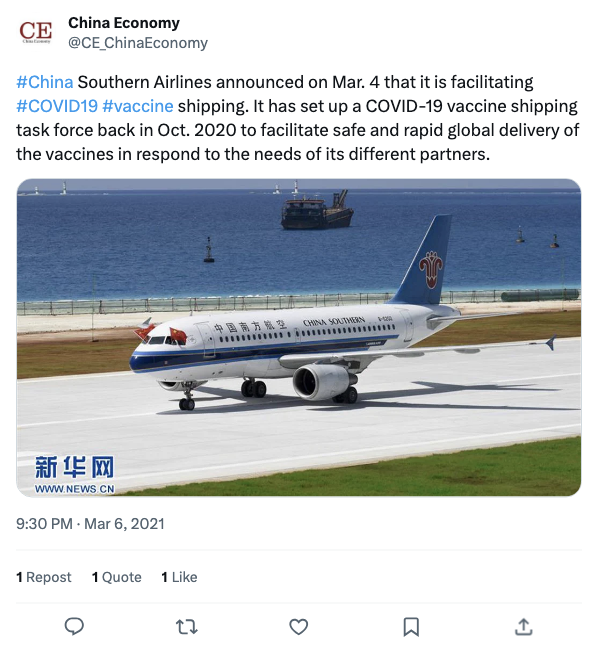 CE
China Economy
China Economy
@CE_ChinaEconomy
#China Southern Airlines announced on Mar. 4 that it is facilitating
#COVID19 #vaccine shipping. It has set up a COVID-19 vaccine shipping
task force back in Oct. 2020 to facilitate safe and rapid global delivery of
the vaccines in respond to the needs of its different partners.
中国南方航空 CHINA SOUTHERN
新华网
WWW.NEWS.CN
9:30 PM · Mar 6, 2021
1 Repost 1 Quote 1 Like